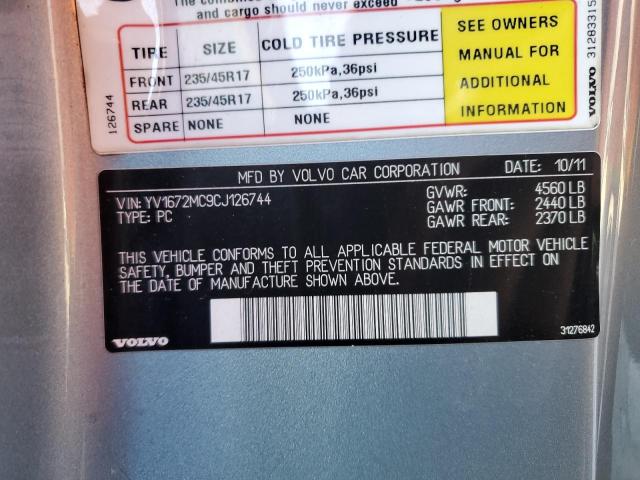 and cargo should never exceed
TIRE SIZE COLD TIRE PRESSURE
FRONT 235/45R17 250kPa,36psi
REAR 235/45R17 250kPa,36psi
SPARE NONE NONE
SEE OWNERS
MANUAL FOR
ADDITIONAL
INFORMATION
126744
VOLVO 31283315
MFD BY VOLVO CAR CORPORATION DATE: 10/11
VIN: YV1672MC9CJ126744
TYPE: PC
GVWR: 4560 LB
GAWR FRONT: 2440 LB
GAWR REAR: 2370 LB
THIS VEHICLE CONFORMS TO ALL APPLICABLE FEDERAL MOTOR VEHICLE
SAFETY, BUMPER AND THEFT PREVENTION STANDARDS IN EFFECT ON
THE DATE OF MANUFACTURE SHOWN ABOVE.
VOLVO
31276842